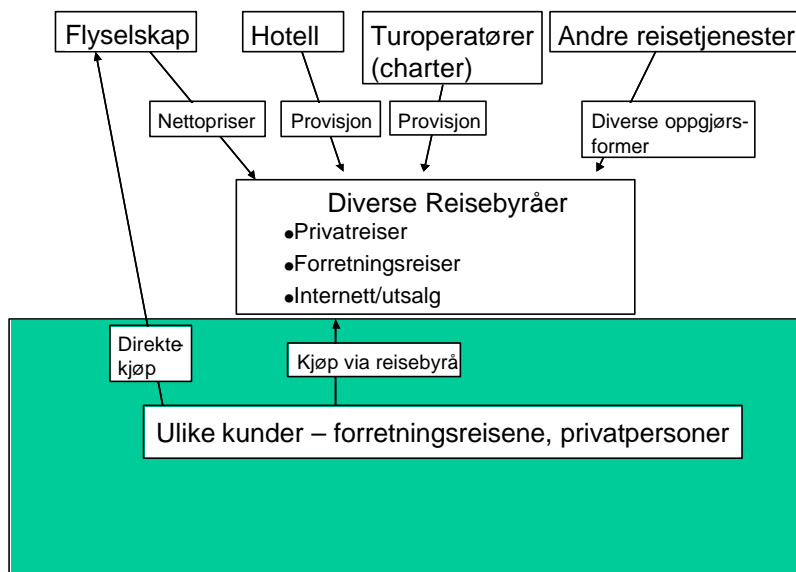 Flyselskap
Hotell
Turoperatører
(charter)
Andre reisetjenester
Nettopriser
Provisjon
Provisjon
Diverse oppgjørs-
former
Diverse Reisebyråer
•Privatreiser
•Forretningsreiser
•Internett/utsalg
Direkte-
kjøp
Kjøp via reisebyrå
Ulike kunder – forretningsreisene, privatpersoner